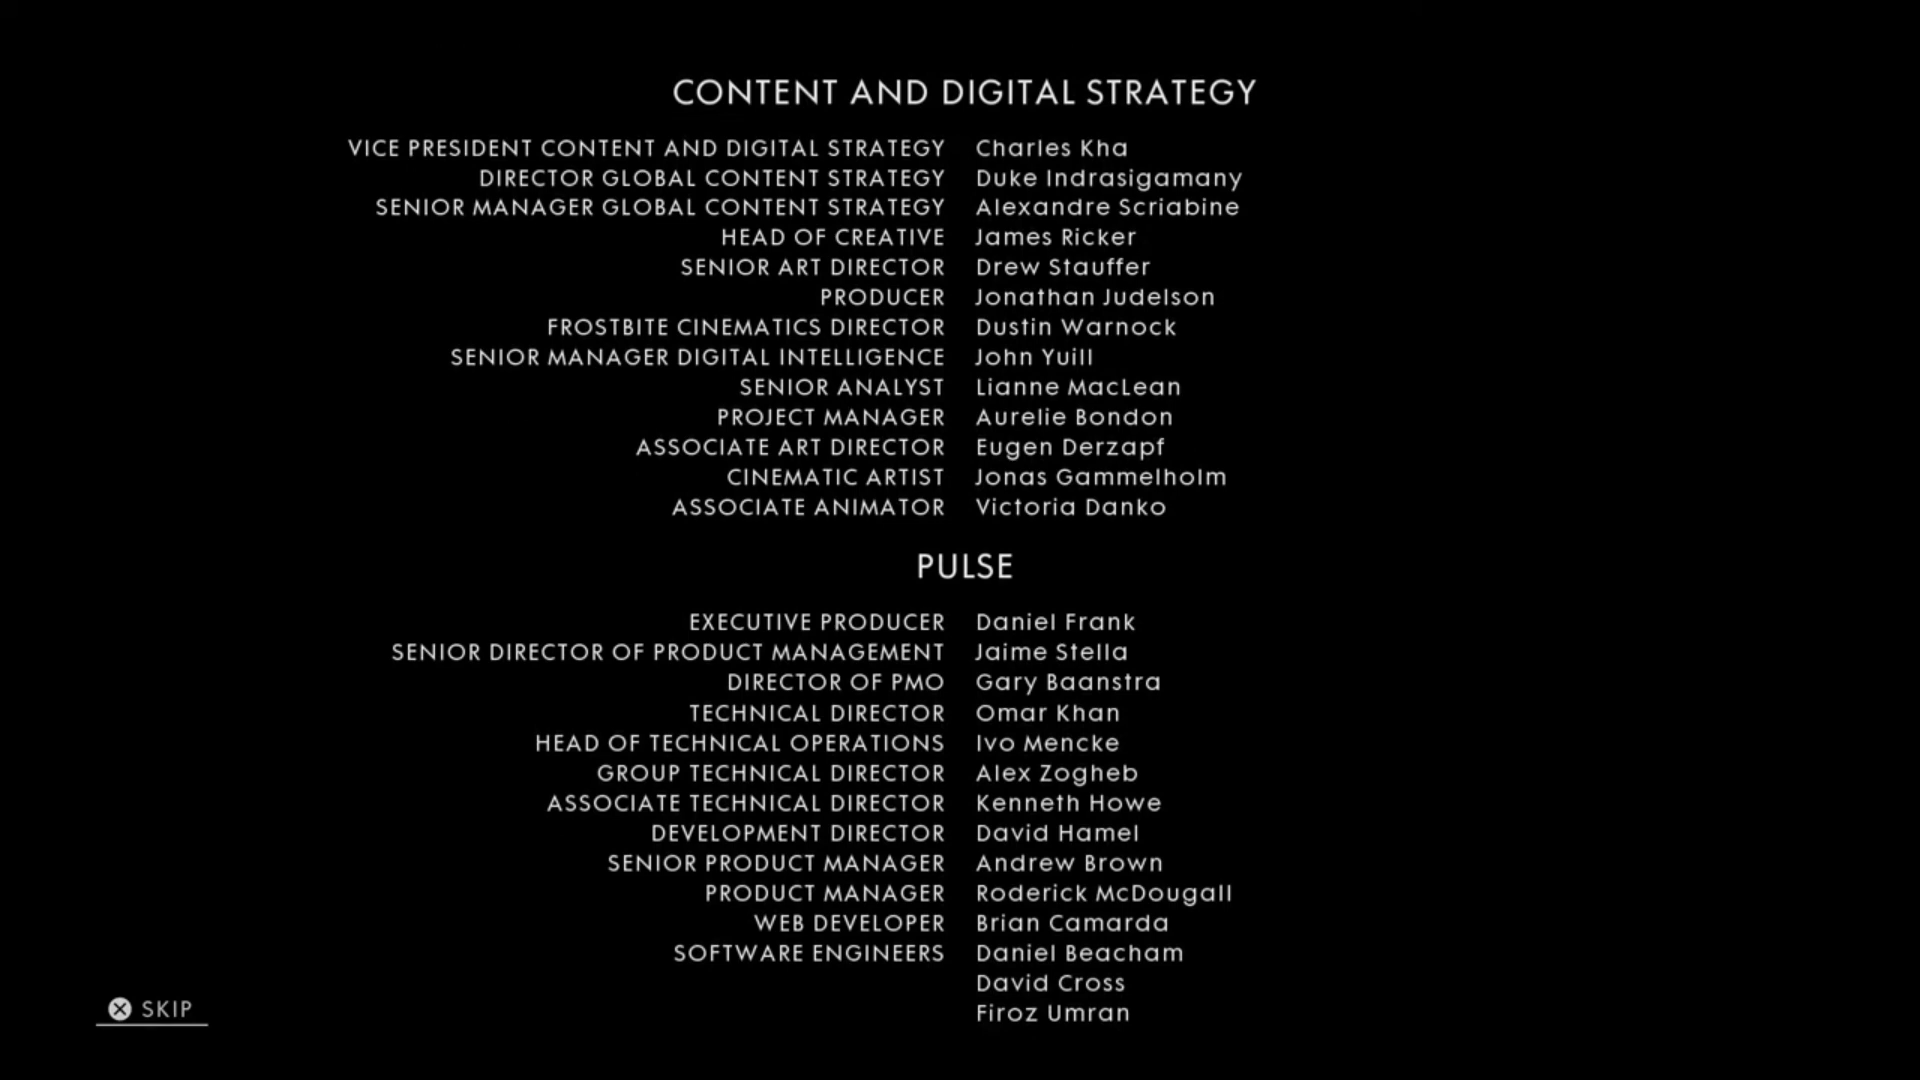 CONTENT AND DIGITAL STRATEGY
VICE PRESIDENT CONTENT AND DIGITAL STRATEGY Charles Kha
DIRECTOR GLOBAL CONTENT STRATEGY Duke Indrasigamany
SENIOR MANAGER GLOBAL CONTENT STRATEGY Alexandre Scriabine
HEAD OF CREATIVE James Ricker
SENIOR ART DIRECTOR Drew Stauffer
PRODUCER Jonathan Judelson
FROSTBITE CINEMATICS DIRECTOR Dustin Warnock
SENIOR MANAGER DIGITAL INTELLIGENCE John Yuill
SENIOR ANALYST Lianne MacLean
PROJECT MANAGER Aurelie Bondon
ASSOCIATE ART DIRECTOR Eugen Derzapf
CINEMATIC ARTIST Jonas Gammelholm
ASSOCIATE ANIMATOR Victoria Danko
PULSE
EXECUTIVE PRODUCER Daniel Frank
SENIOR DIRECTOR OF PRODUCT MANAGEMENT Jaime Stella
DIRECTOR OF PMO Gary Baanstra
TECHNICAL DIRECTOR Omar Khan
HEAD OF TECHNICAL OPERATIONS Ivo Mencke
GROUP TECHNICAL DIRECTOR Alex Zogheb
ASSOCIATE TECHNICAL DIRECTOR Kenneth Howe
DEVELOPMENT DIRECTOR David Hamel
SENIOR PRODUCT MANAGER Andrew Brown
PRODUCT MANAGER Roderick McDougall
WEB DEVELOPER Brian Camarda
SOFTWARE ENGINEERS Daniel Beacham
David Cross
Firoz Umran
SKIP